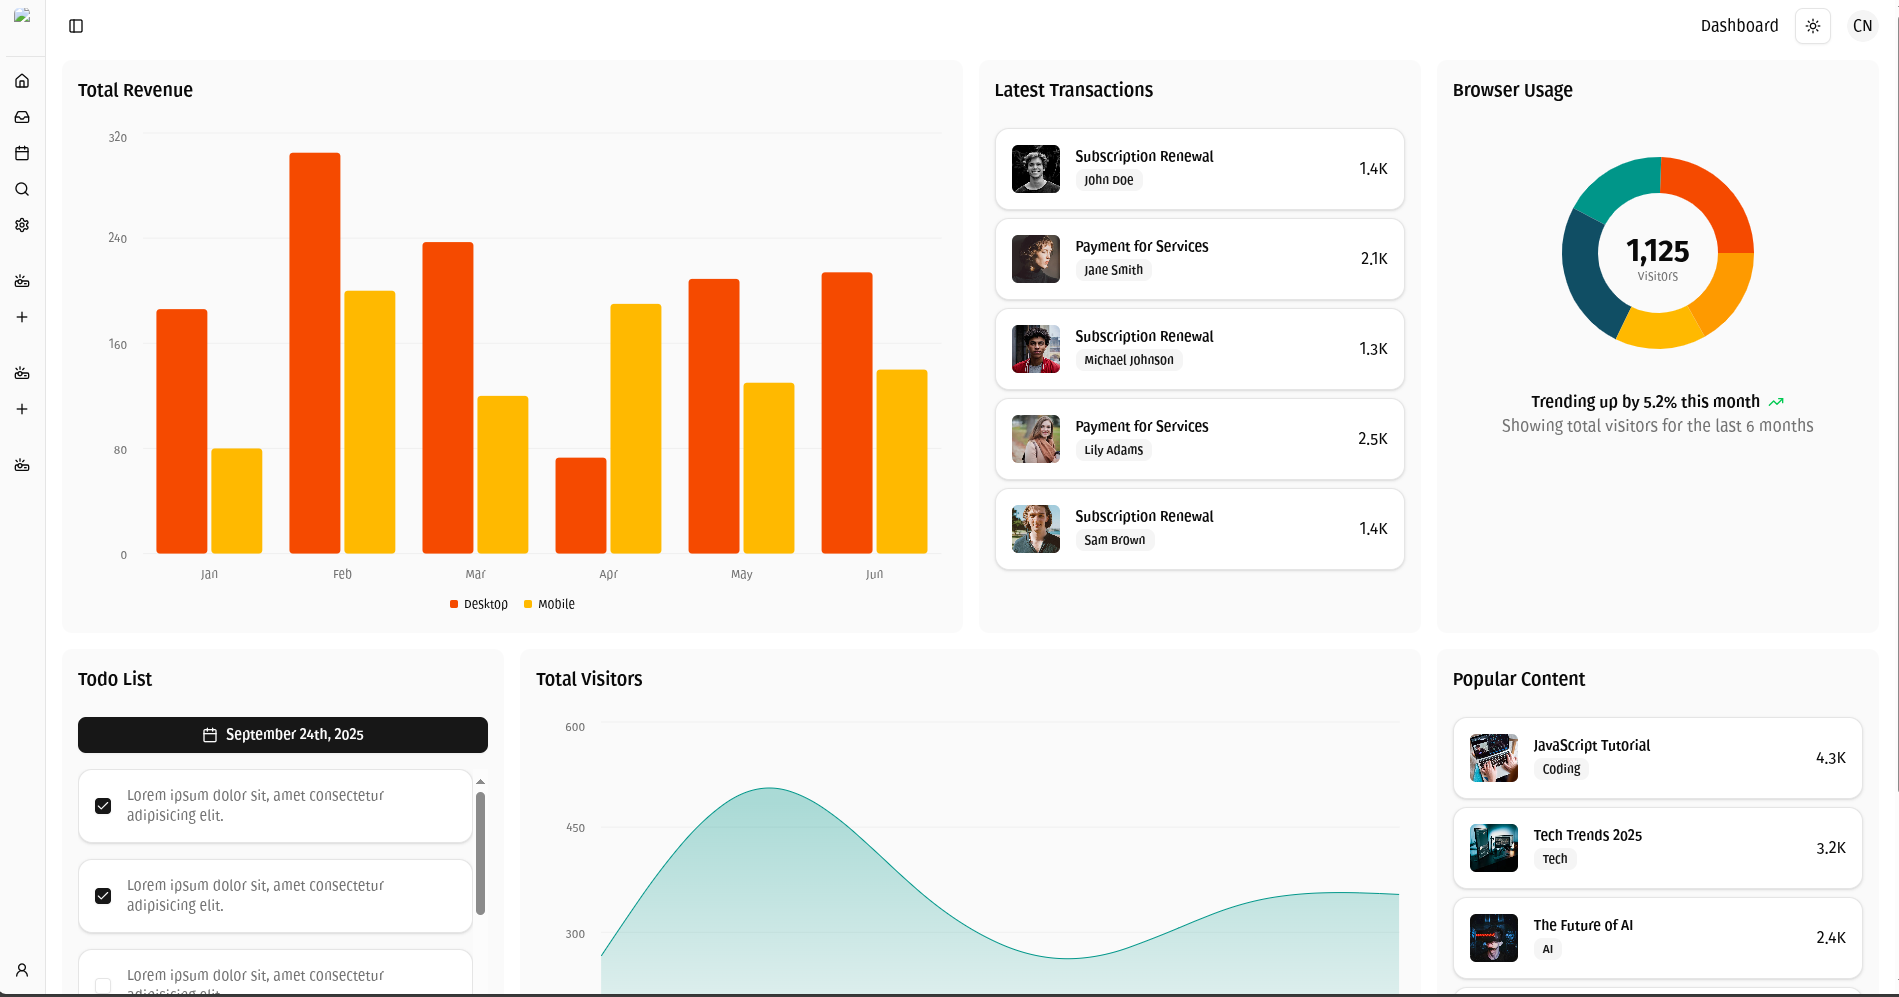 Dashboard
CN
Total Revenue
320
240
160
80
0
Jan
Feb
Mar
Apr
May
Jun
Desktop
Mobile
Latest Transactions
Subscription Renewal
John Doe
1.4K
Payment for Services
Jane Smith
2.1K
Subscription Renewal
Michael Johnson
1.3K
Payment for Services
Lily Adams
2.5K
Subscription Renewal
Sam Brown
1.4K
Browser Usage
1,125
Visitors
Trending up by 5.2% this month
Showing total visitors for the last 6 months
Todo List
September 24th, 2025
Lorem ipsum dolor sit, amet consectetur
adipisicing elit.
Lorem ipsum dolor sit, amet consectetur
adipisicing elit.
Lorem ipsum dolor sit, amet consectetur
adipisicing elit.
Total Visitors
600
450
300
Popular Content
JavaScript Tutorial
Coding
4.3K
Tech Trends 2025
Tech
3.2K
The Future of AI
AI
2.4K